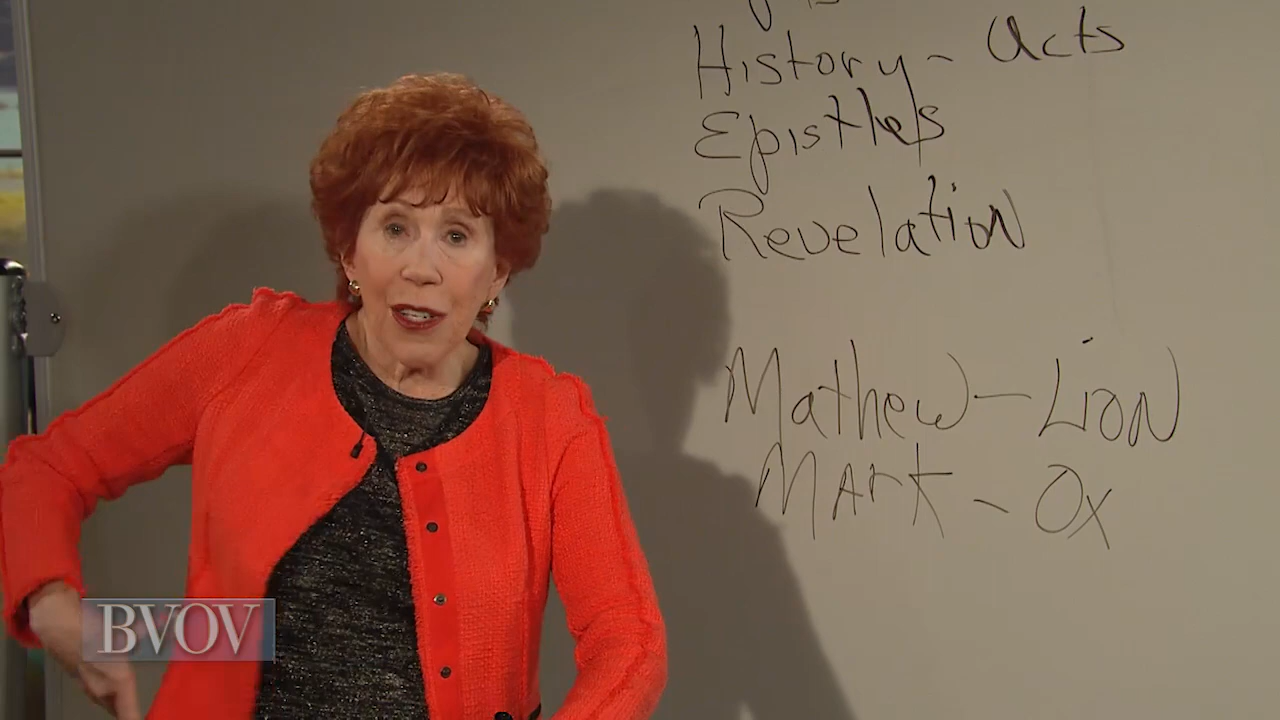 History - Acts
Epistles
Revelation
Mathew - Lion
Mark - Ox
BVOV